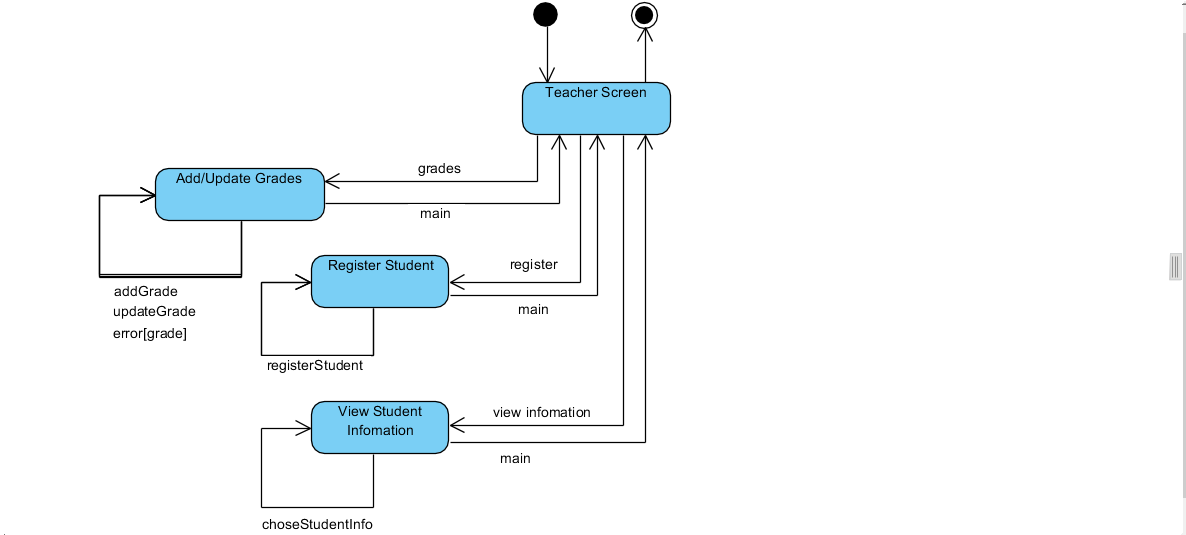 Teacher Screen
grades
Add/Update Grades
main
Register Student
register
addGrade
main
updateGrade
error[grade]
registerStudent
View Student
Infomation
view infomation
main
choseStudentInfo